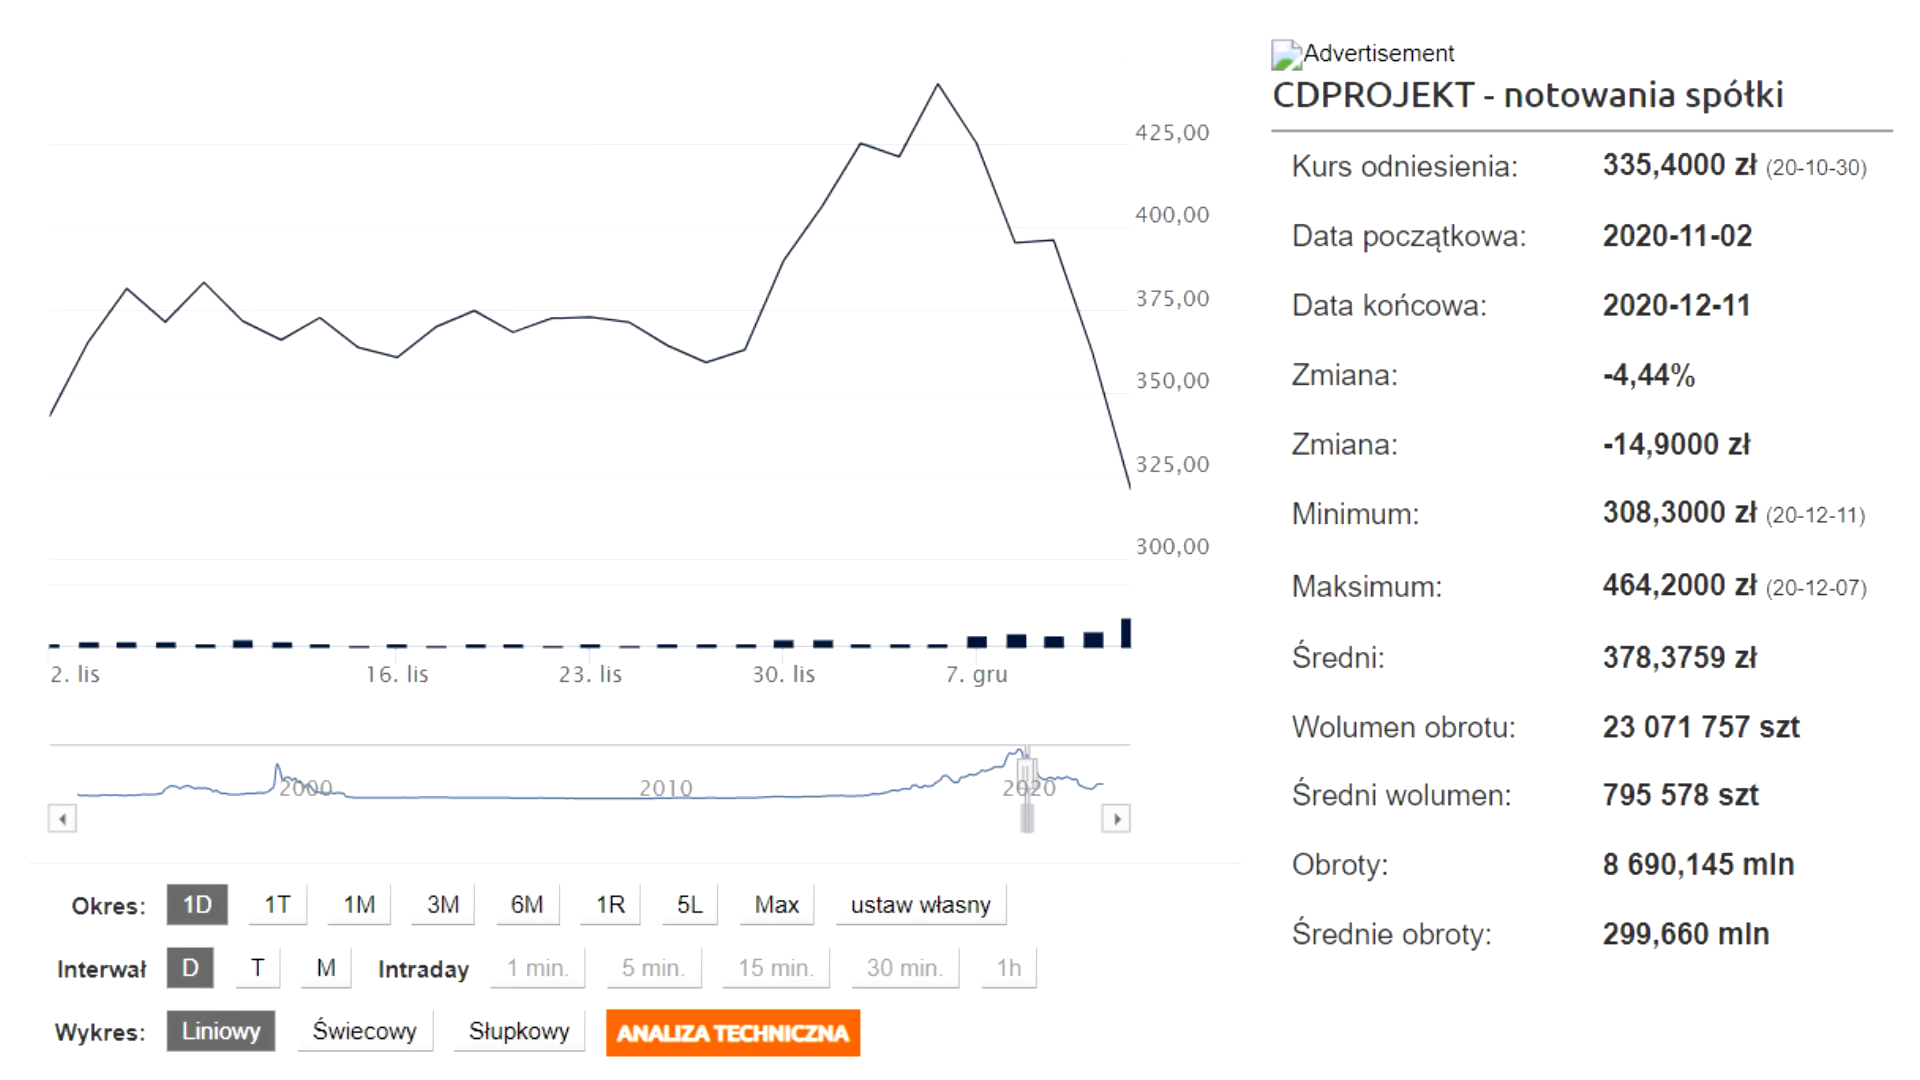 425,00
400,00
375,00
350,00
325,00
300,00
2. lis
16. lis
23. lis
30. lis
7. gru
2000
2010
2020
Okres: 1D 1T 1M 3M 6M 1R 5L Max ustaw własny
Interwał D T M Intraday 1 min. 5 min. 15 min. 30 min. 1h
Wykres: Liniowy Świecowy Słupkowy ANALIZA TECHNICZNA
Advertisement
CDPROJEKT - notowania spółki
Kurs odniesienia: 335,4000 zł (20-10-30)
Data początkowa: 2020-11-02
Data końcowa: 2020-12-11
Zmiana: -4,44%
Zmiana: -14,9000 zł
Minimum: 308,3000 zł (20-12-11)
Maksimum: 464,2000 zł (20-12-07)
Średni: 378,3759 zł
Wolumen obrotu: 23 071 757 szt
Średni wolumen: 795 578 szt
Obroty: 8 690,145 mln
Średnie obroty: 299,660 mln